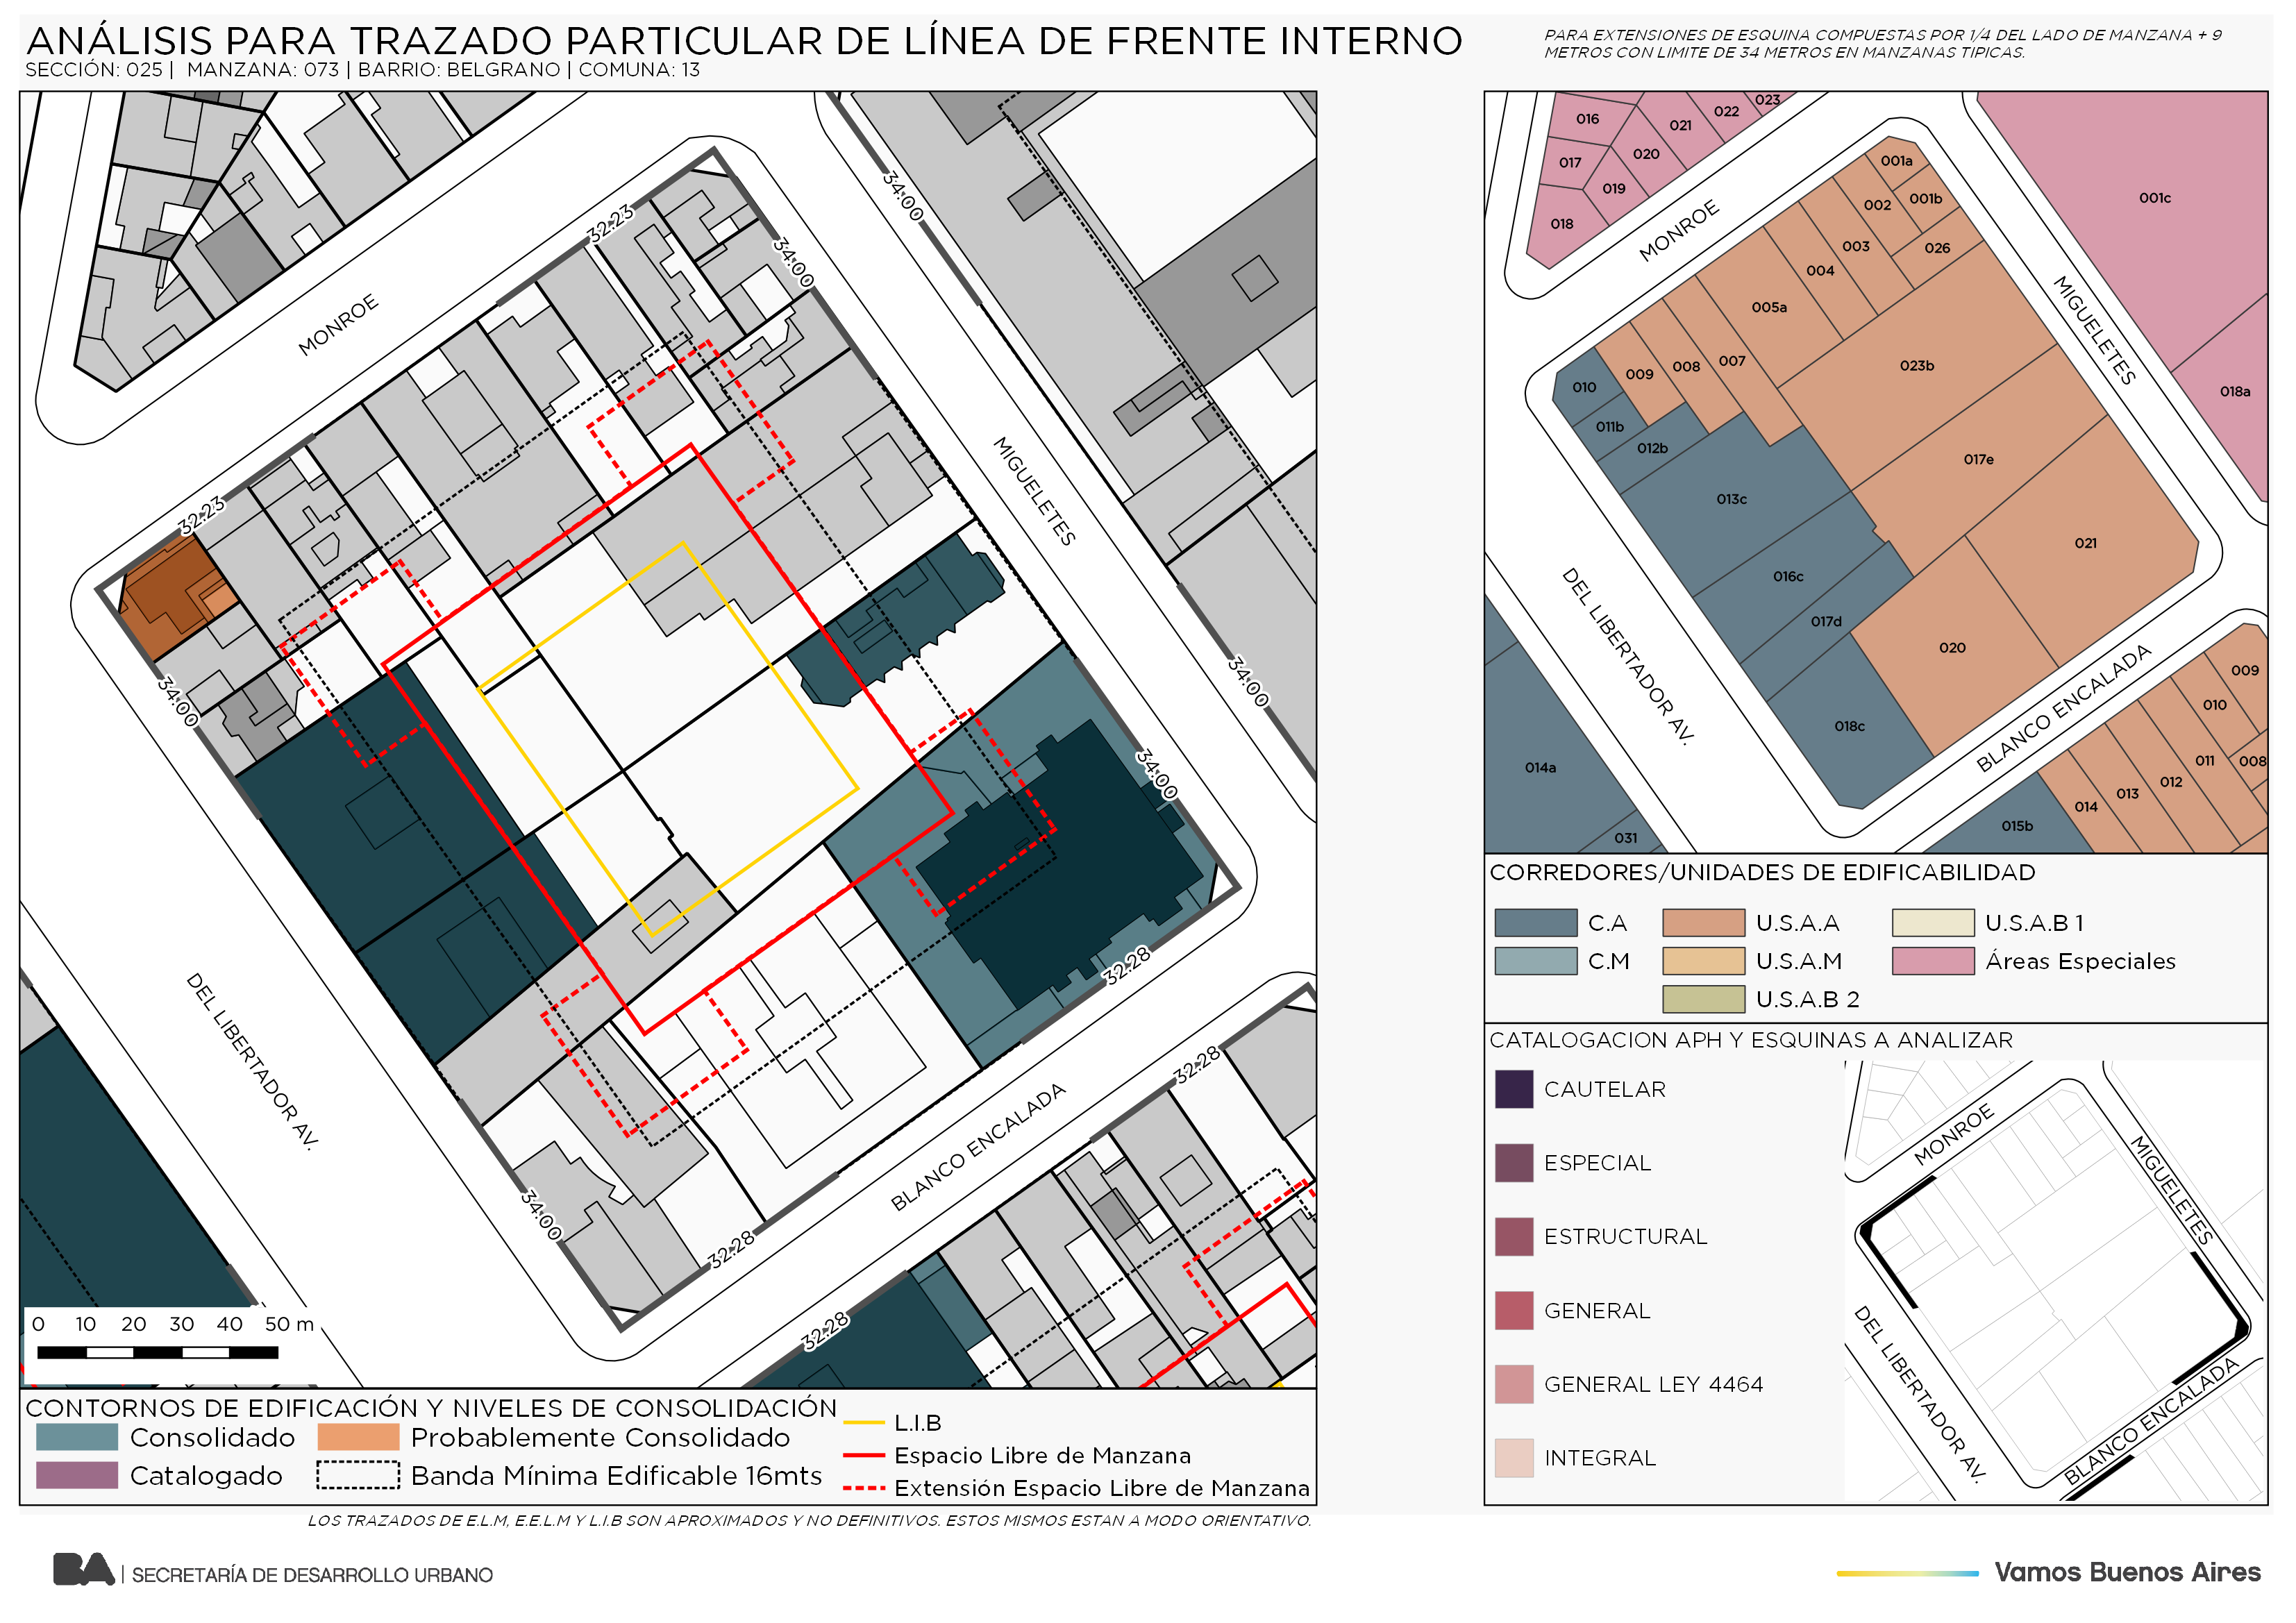 ANÁLISIS PARA TRAZADO PARTICULAR DE LÍNEA DE FRENTE INTERNO
SECCIÓN: 025 | MANZANA: 073 | BARRIO: BELGRANO | COMUNA: 13
PARA EXTENSIONES DE ESQUINA COMPUESTAS POR 1/4 DEL LADO DE MANZANA + 9
METROS CON LIMITE DE 34 METROS EN MANZANAS TIPICAS.
34:00
32.23
34:00
MONROE
MIGUELETES
32.23
34:00
34:00
34:00
32.28
DEL LIBERTADOR AV.
32.28
BLANCO ENCALADA
34:00
32.28
32.28
0 10 20 30 40 50 m
CONTORNOS DE EDIFICACIÓN Y NIVELES DE CONSOLIDACIÓN
Consolidado
Probablemente Consolidado
Catalogado
Banda Mínima Edificable 16mts
L.I.B
Espacio Libre de Manzana
Extensión Espacio Libre de Manzana
LOS TRAZADOS DE E.L.M, E.E.L.M Y L.I.B SON APROXIMADOS Y NO DEFINITIVOS. ESTOS MISMOS ESTAN A MODO ORIENTATIVO.
016
021
022
023
017
020
019
018
001a
001b
001c
002
003
026
004
005a
MONROE
MIGUELETES
023b
007
008
009
010
011b
012b
018a
017e
013c
021
016c
017d
020
018c
DEL LIBERTADOR AV.
BLANCO ENCALADA
014a
031
015b
014
013
012
011
010
009
008
CORREDORES/UNIDADES DE EDIFICABILIDAD
C.A
U.S.A.A
U.S.A.B 1
C.M
U.S.A.M
Áreas Especiales
U.S.A.B 2
CATALOGACION APH Y ESQUINAS A ANALIZAR
CAUTELAR
ESPECIAL
ESTRUCTURAL
GENERAL
GENERAL LEY 4464
INTEGRAL
MONROE
MIGUELETES
DEL LIBERTADOR AV.
BLANCO ENCALADA
BA | SECRETARÍA DE DESARROLLO URBANO
Vamos Buenos Aires